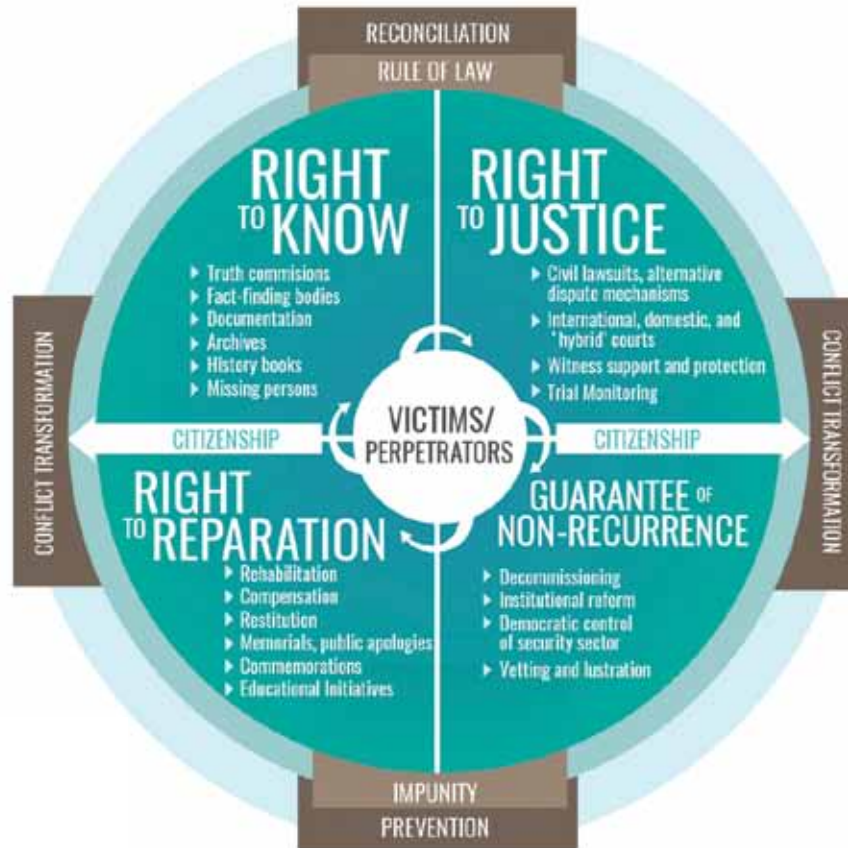 RECONCILIATION
RULE OF LAW
RIGHT
TO KNOW
Truth commisions
Fact-finding bodies
Documentation
Archives
History books
Missing persons
RIGHT
TO JUSTICE
Civil lawsuits, alternative
dispute mechanisms
International, domestic, and
'hybrid' courts
Witness support and protection
Trial Monitoring
CONFLICT TRANSFORMATION
CITIZENSHIP
VICTIMS/
PERPETRATORS
CITIZENSHIP
CONFLICT TRANSFORMATION
RIGHT
TO REPARATION
Rehabilitation
Compensation
Restitution
Memorials, public apologies
Commemorations
Educational Initiatives
GUARANTEE OF
NON-RECURRENCE
Decommissioning
Institutional reform
Democratic control
of security sector
Vetting and lustration
IMPUNITY
PREVENTION